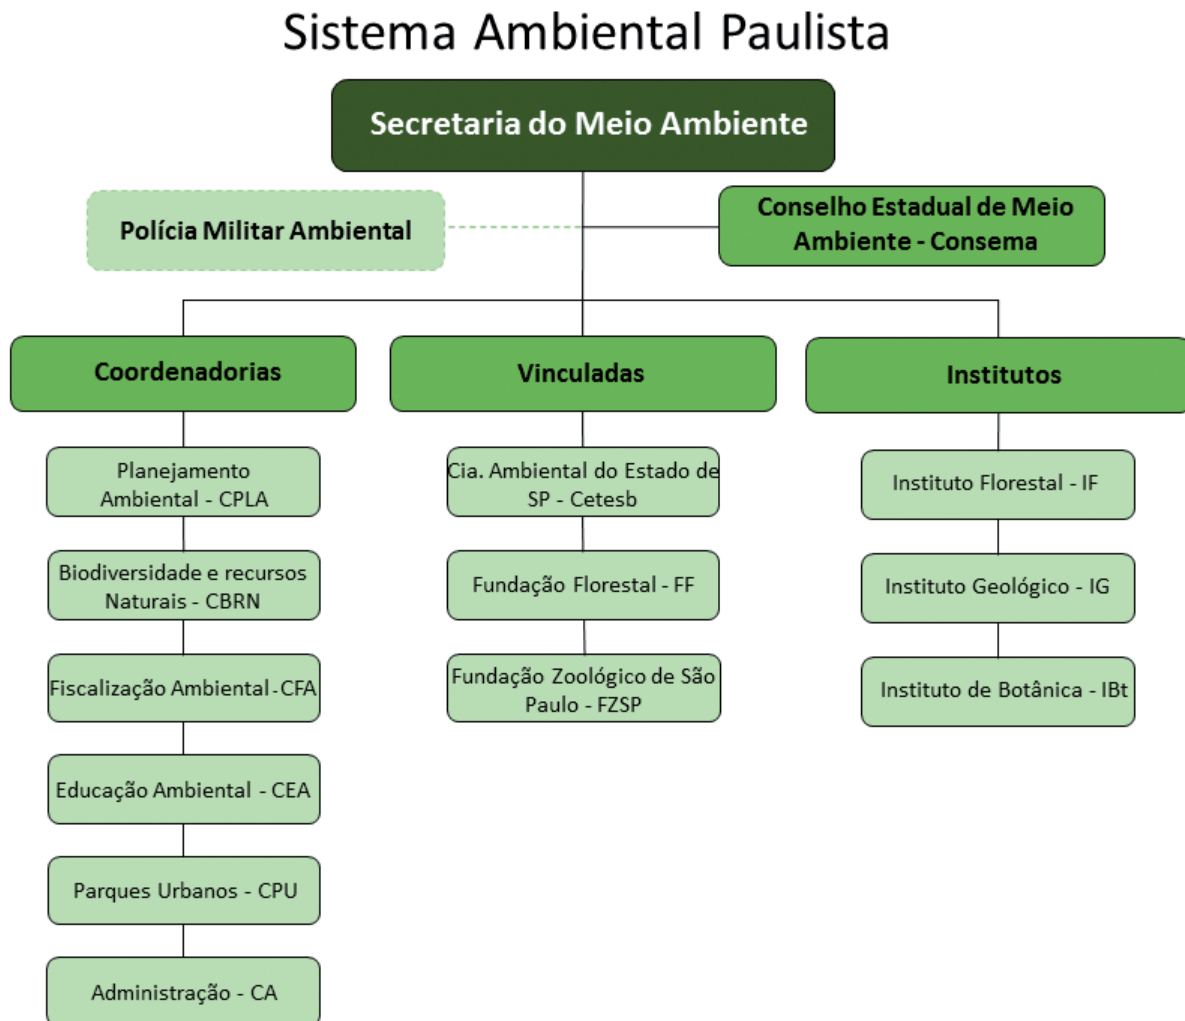 Sistema Ambiental Paulista
Secretaria do Meio Ambiente
Polícia Militar Ambiental
Conselho Estadual de Meio
Ambiente - Consema
Coordenadorias
Vinculadas
Institutos
Planejamento
Ambiental - CPLA
Biodiversidade e recursos
Naturais - CBRN
Fiscalização Ambiental - CFA
Educação Ambiental - CEA
Parques Urbanos - CPU
Administração - CA
Cia. Ambiental do Estado de
SP - Cetesb
Fundação Florestal - FF
Fundação Zoológico de São
Paulo - FZSP
Instituto Florestal - IF
Instituto Geológico - IG
Instituto de Botânica - IBt